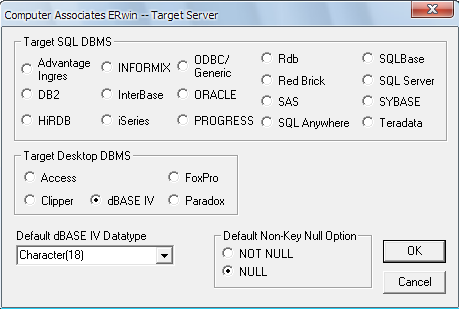 Computer Associates ERwin -- Target Server
Target SQL DBMS
Advantage Ingres
INFORMIX
ODBC/ Generic
Rdb
SQLBase
DB2
InterBase
ORACLE
Red Brick
SQL Server
HiRDB
iSeries
PROGRESS
SAS
SYBASE
SQL Anywhere
Teradata
Target Desktop DBMS
Access
FoxPro
Clipper
dBASE IV
Paradox
Default dBASE IV Datatype
Character(18)
Default Non-Key Null Option
NOT NULL
NULL
OK
Cancel